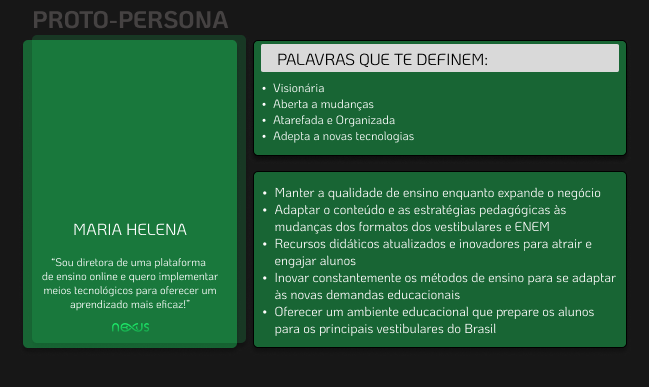 PROTO-PERSONA
MARIA HELENA
“Sou diretora de uma plataforma
de ensino online e quero implementar
meios tecnológicos para oferecer um
aprendizado mais eficaz!”
nexus
PALAVRAS QUE TE DEFINEM:
• Visionária
• Aberta a mudanças
• Atarefada e Organizada
• Adepta a novas tecnologias
• Manter a qualidade de ensino enquanto expande o negócio
• Adaptar o conteúdo e as estratégias pedagógicas às
mudanças dos formatos dos vestibulares e ENEM
• Recursos didáticos atualizados e inovadores para atrair e
engajar alunos
• Inovar constantemente os métodos de ensino para se adaptar
às novas demandas educacionais
• Oferecer um ambiente educacional que prepare os alunos
para os principais vestibulares do Brasil